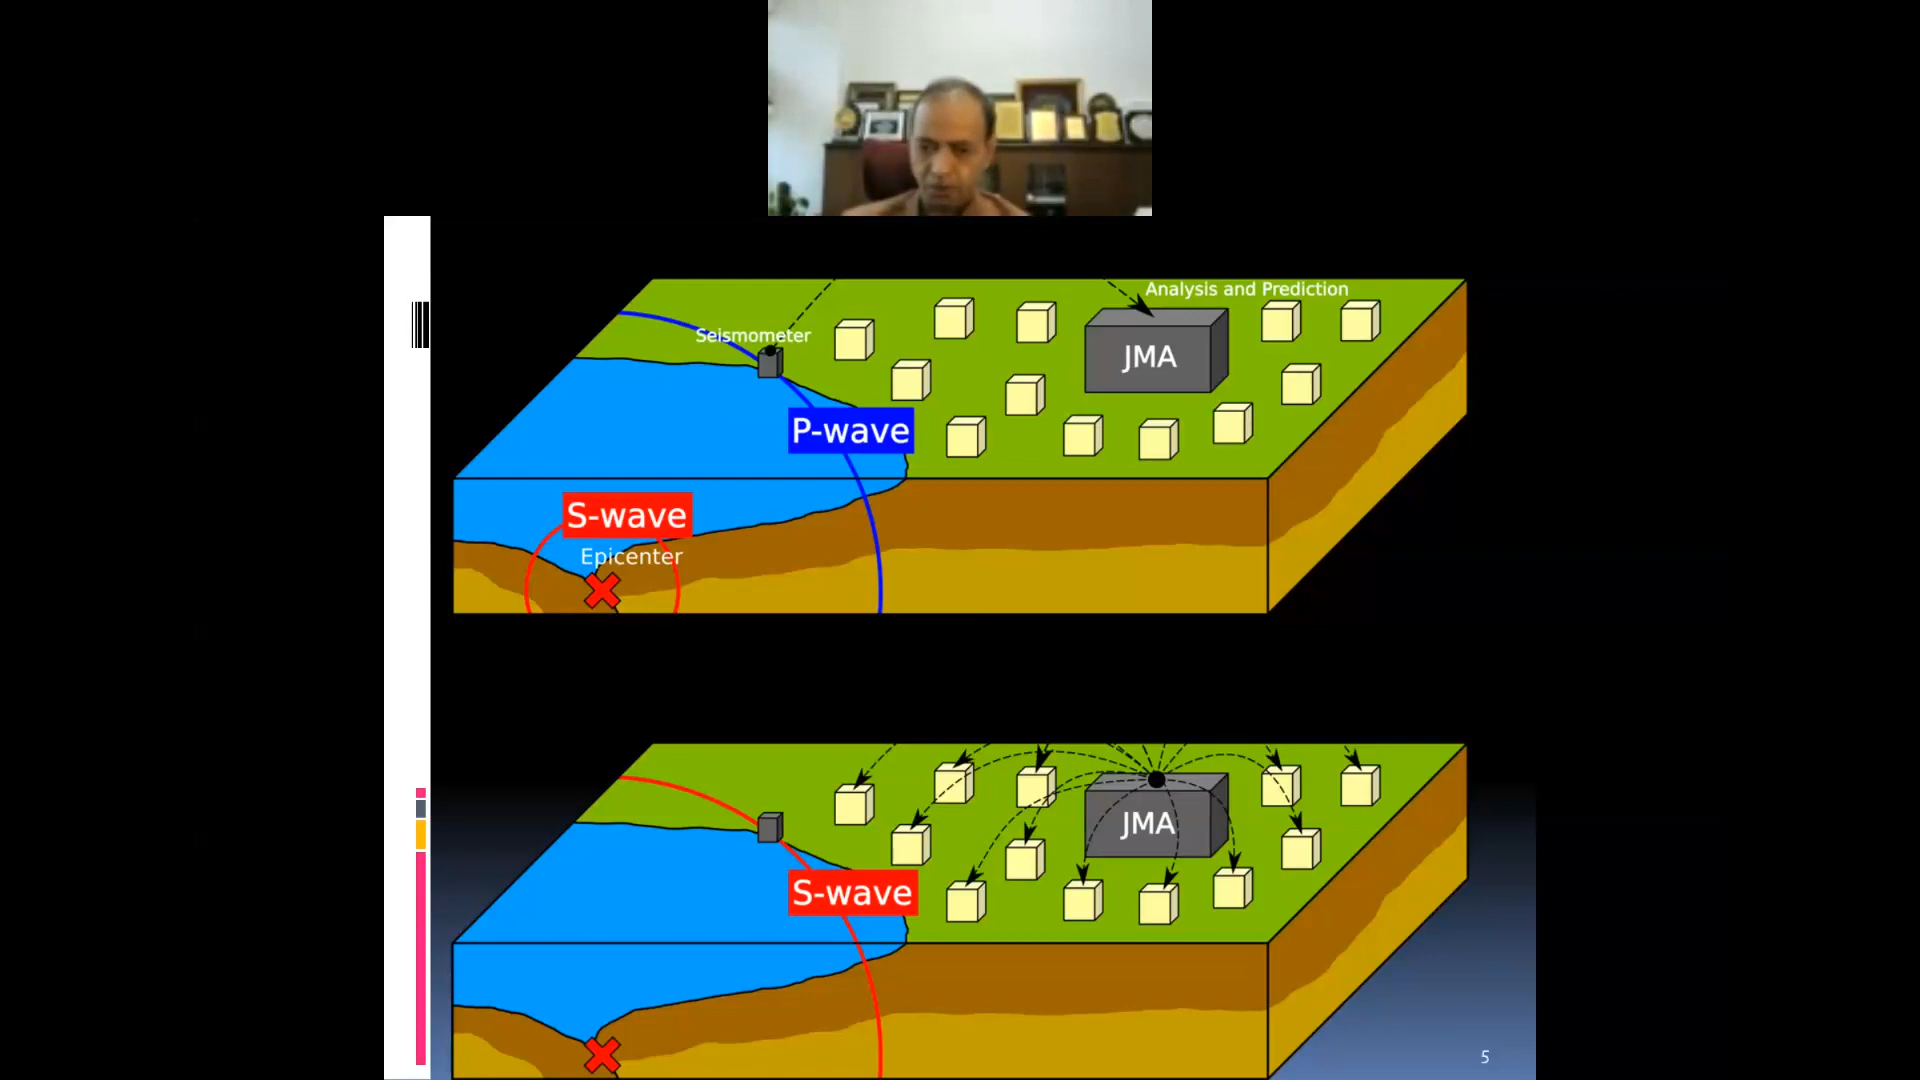 Analysis and Prediction
Seismometer
JMA
P-wave
S-wave
Epicenter
JMA
S-wave
5